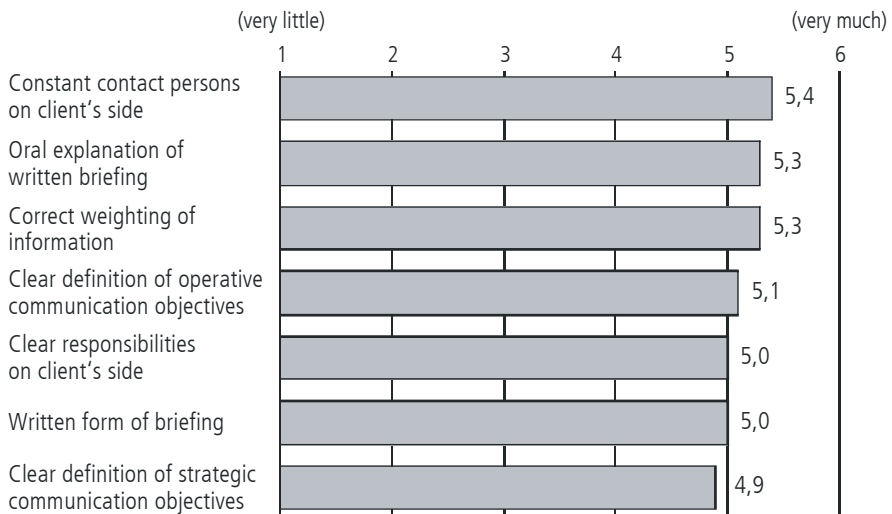 (very little) (very much)
1 2 3 4 5 6
Constant contact persons
on client's side
5,4
Oral explanation of
written briefing
5,3
Correct weighting of
information
5,3
Clear definition of operative
communication objectives
5,1
Clear responsibilities
on client's side
5,0
Written form of briefing
5,0
Clear definition of strategic
communication objectives
4,9